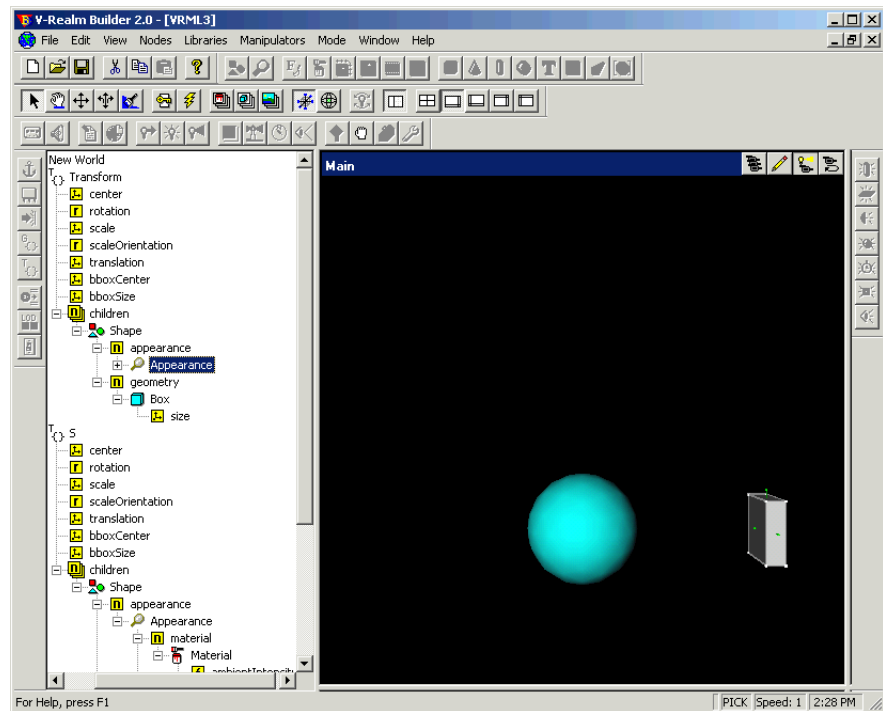 V-Realm Builder 2.0 - [VRML3]
File Edit View Nodes Libraries Manipulators Mode Window Help
New World
Transform
center
rotation
scale
scaleOrientation
translation
bboxCenter
bboxSize
children
Shape
appearance
Appearance
geometry
Box
size
S
center
rotation
scale
scaleOrientation
translation
bboxCenter
bboxSize
children
Shape
appearance
Appearance
material
Material
Main
LOD
For Help, press F1
PICK Speed: 1 2:28 PM